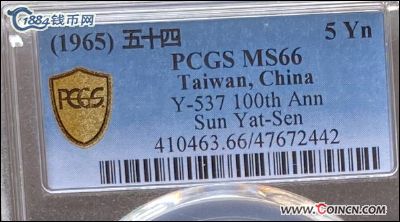 1884钱币网
(1965) 五十四 5 Yn
PCGS MS66
Taiwan, China
Y-537 100th Ann
Sun Yat-Sen
410463.66/47672442
PCGS
www.COINCN.com